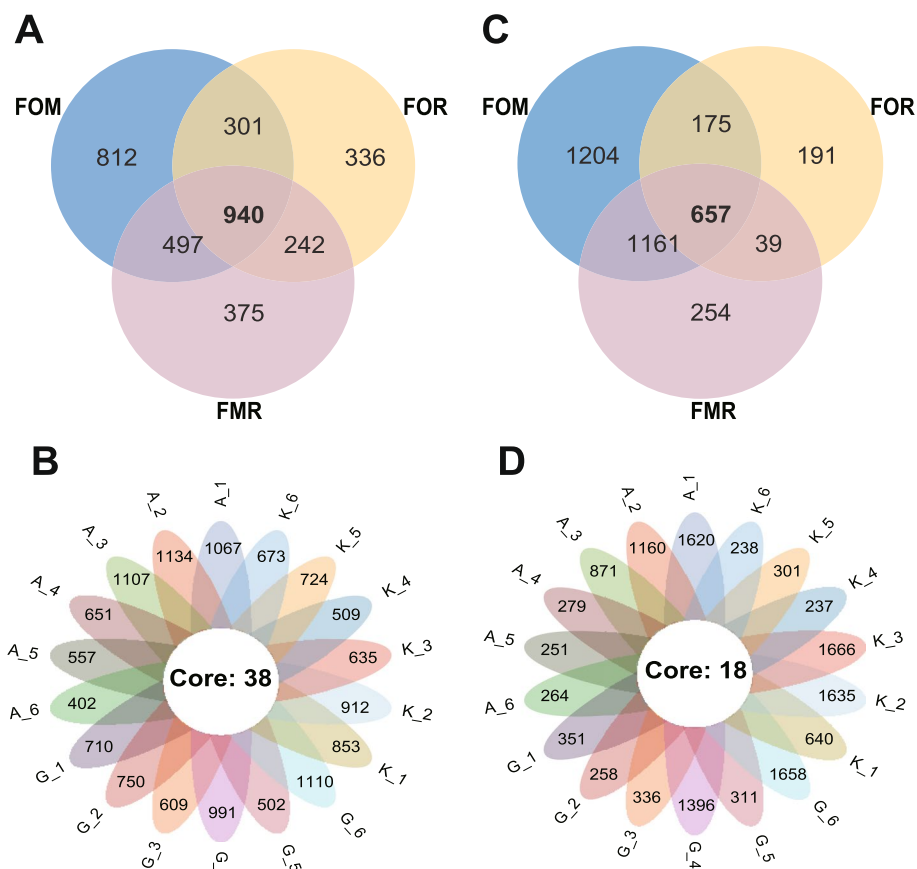 A
C
FOM
FOR
FOM
FOR
301
175
812
336
1204
191
940
657
497
242
1161
39
375
254
FMR
FMR
B
D
A_1
A_2
A_3
A_4
A_5
A_6
G_1
G_2
G_3
G_
G_5
G_6
K_1
K_2
K_3
K_4
K_5
K_6
1067
1134
1107
651
557
402
710
750
609
991
502
1110
853
912
635
509
724
673
Core: 38
A_1
A_2
A_3
A_4
A_5
A_6
G_1
G_2
G_3
G_4
G_5
G_6
K_1
K_2
K_3
K_4
K_5
K_6
1620
1160
871
279
251
264
351
258
336
1396
311
1658
640
1635
1666
237
301
238
Core: 18